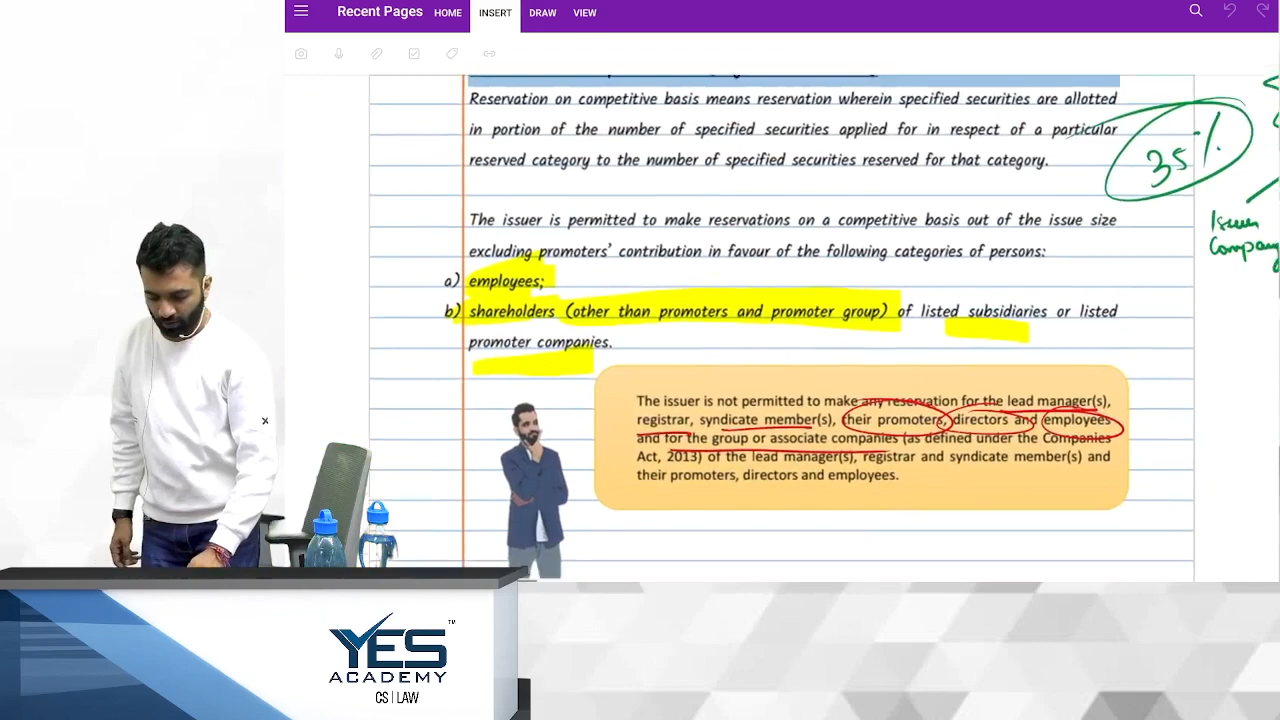 Recent Pages HOME INSERT DRAW VIEW
Reservation on competitive basis means reservation wherein specified securities are allotted
in portion of the number of specified securities applied for in respect of a particular
reserved category to the number of specified securities reserved for that category.
35%
The issuer is permitted to make reservations on a competitive basis out of the issue size
excluding promoters' contribution in favour of the following categories of persons:
Issuer
Company
a) employees;
b) shareholders (other than promoters and promoter group) of listed subsidiaries or listed
promoter companies.
The issuer is not permitted to make any reservation for the lead manager(s),
registrar, syndicate member(s), their promoters, directors and employees
and for the group or associate companies (as defined under the Companies
Act, 2013) of the lead manager(s), registrar and syndicate member(s) and
their promoters, directors and employees.
YES
ACADEMY
CS | LAW
TM